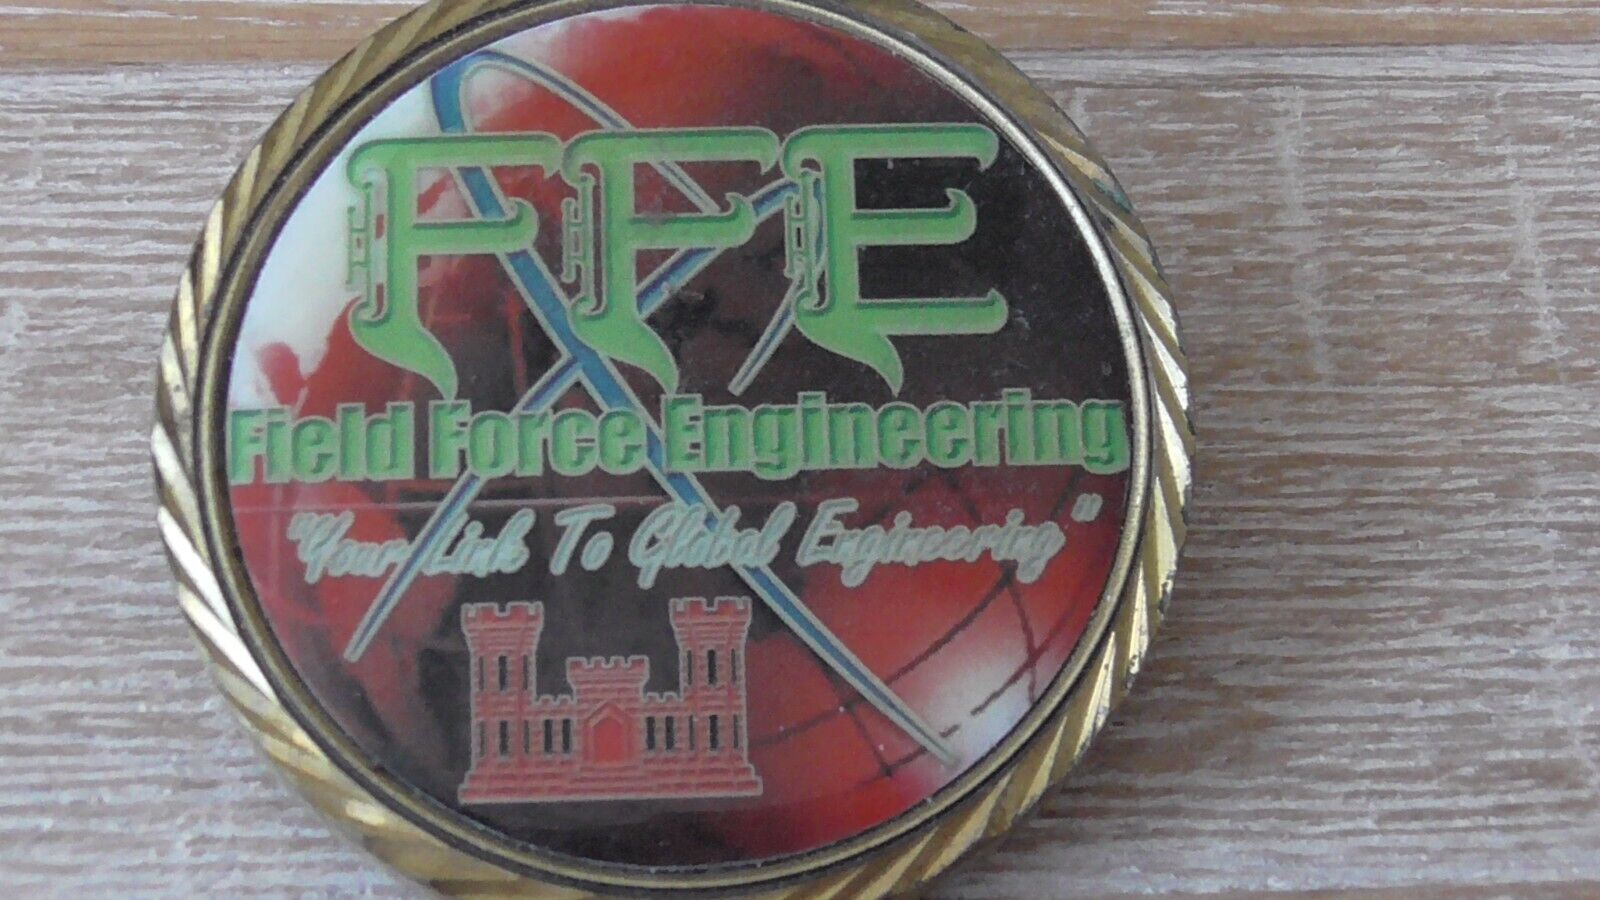 FFE
Field Force Engineering
"Your Link To Global Engineering"